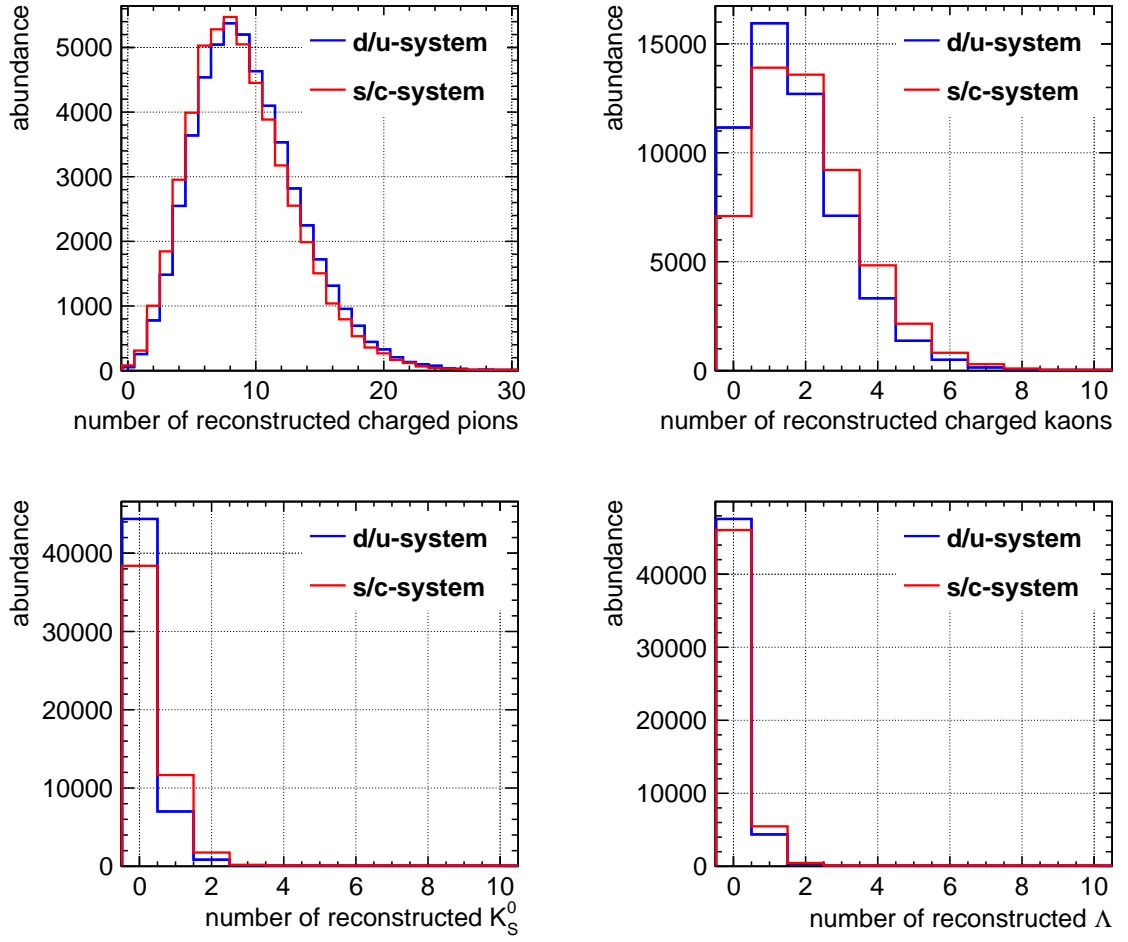 abundance
5000
4000
3000
2000
1000
0
d/u-system
s/c-system
0 10 20 30
number of reconstructed charged pions
abundance
15000
10000
5000
0
d/u-system
s/c-system
0 2 4 6 8 10
number of reconstructed charged kaons
abundance
40000
30000
20000
10000
0
d/u-system
s/c-system
0 2 4 6 8 10
number of reconstructed K_S^0
abundance
40000
30000
20000
10000
0
d/u-system
s/c-system
0 2 4 6 8 10
number of reconstructed Λ